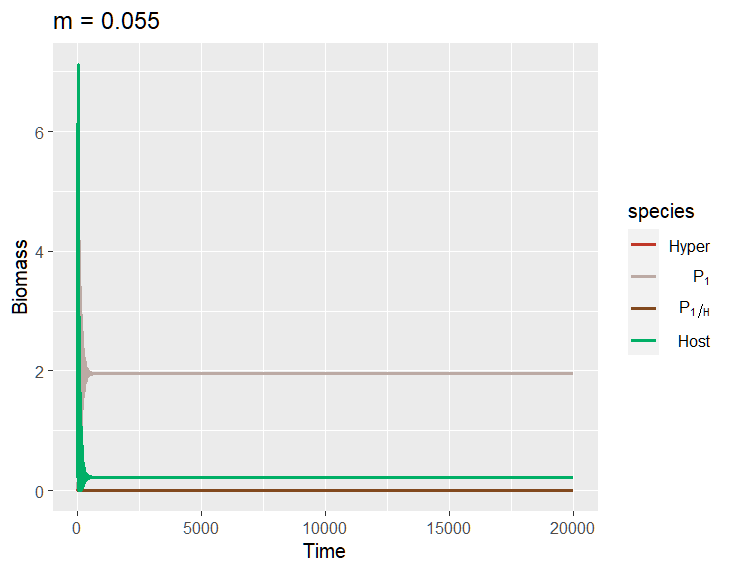 m = 0.055
Biomass
6
4
2
0
0
5000
10000
15000
20000
Time
species
Hyper
P₁
P₁/H
Host